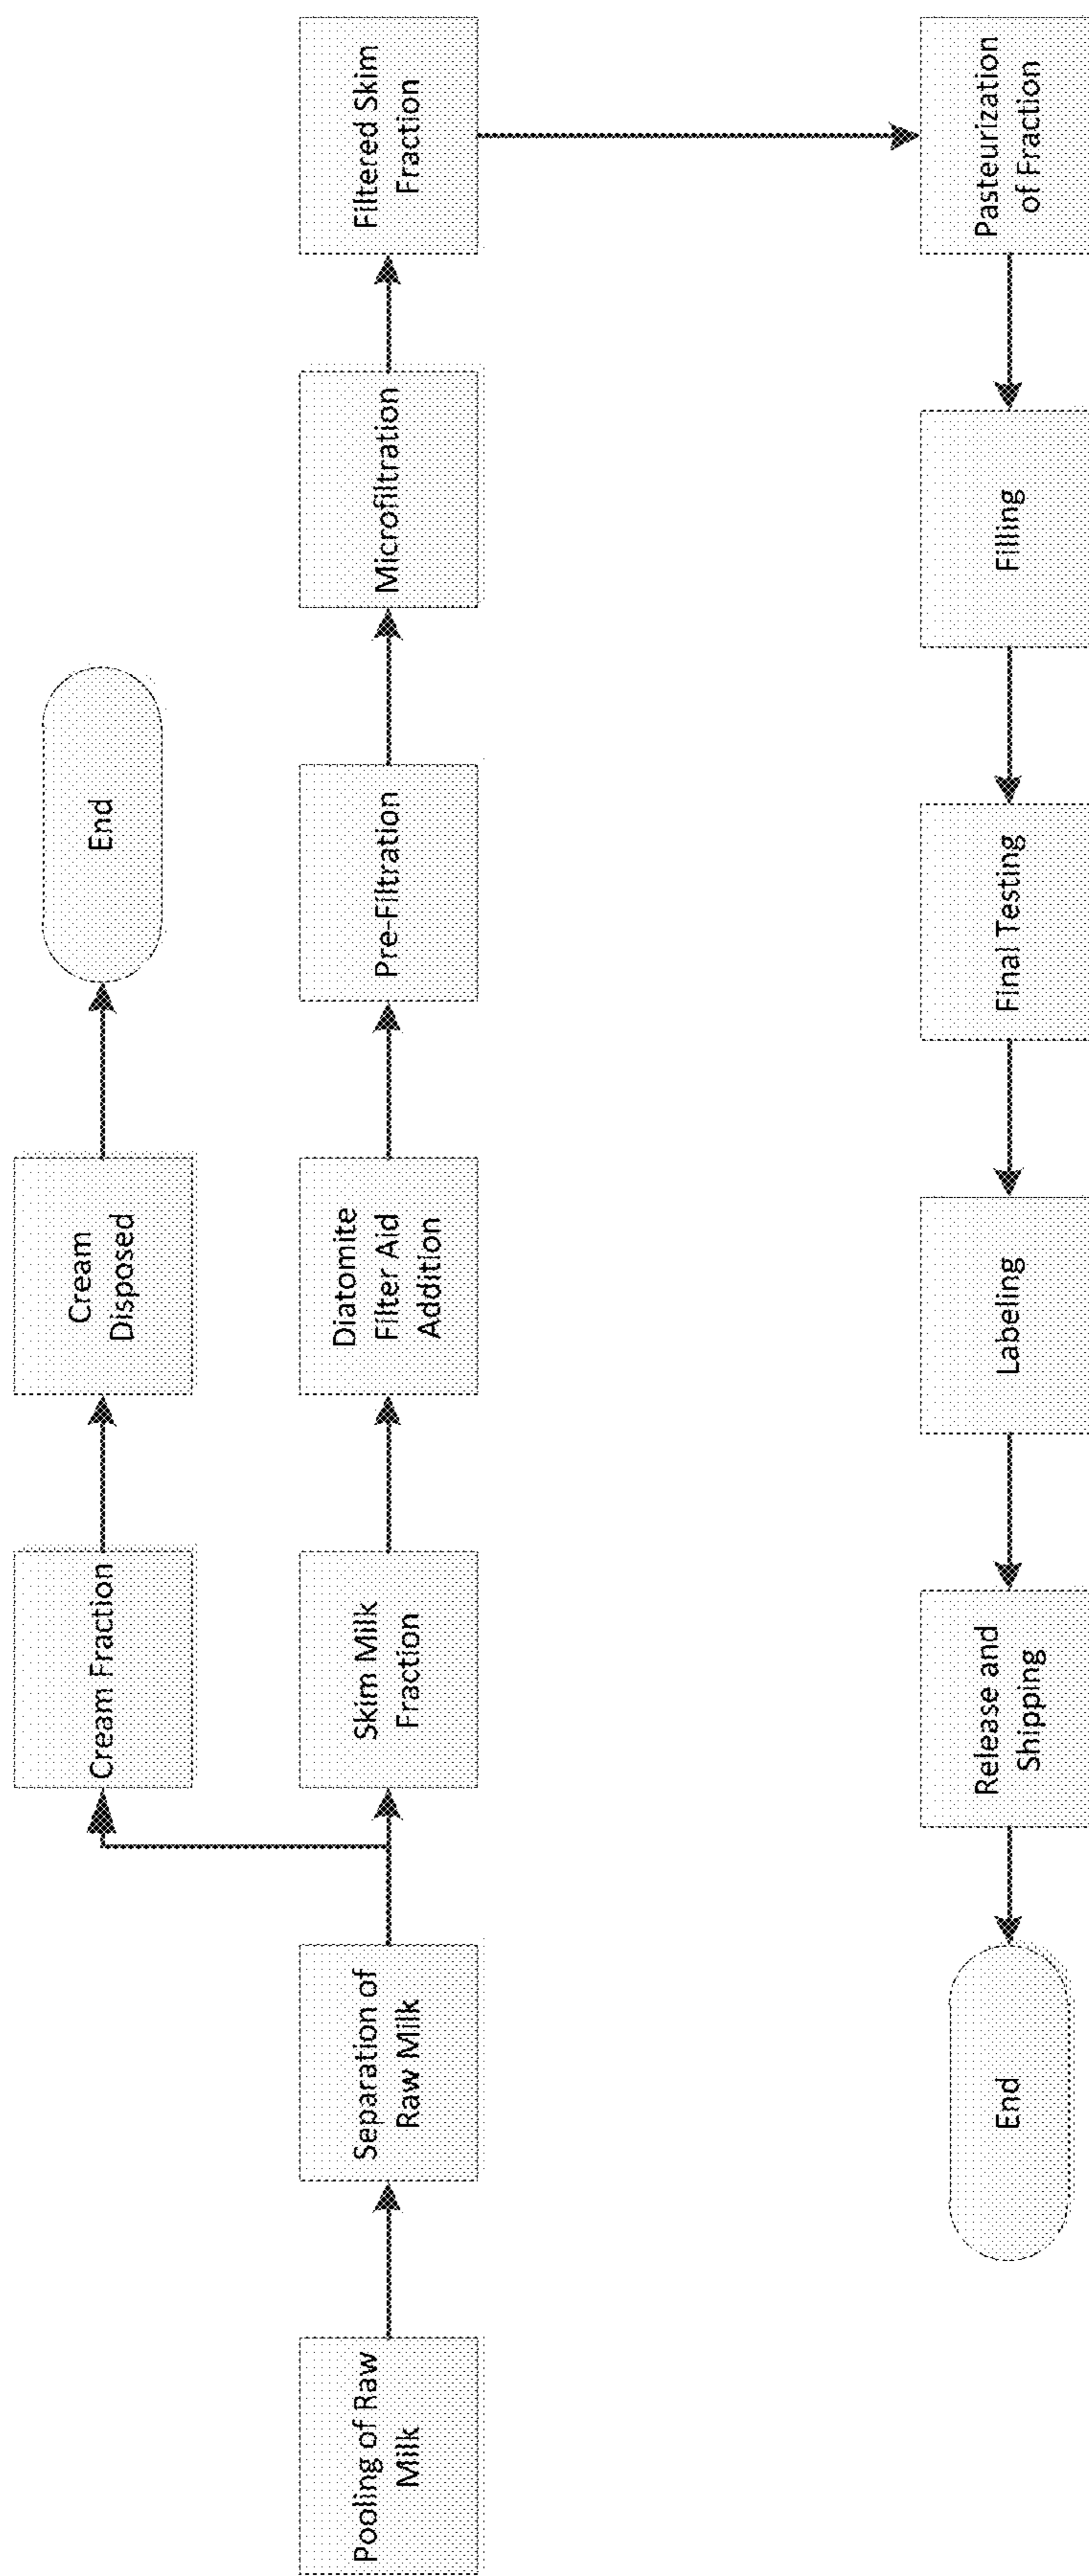 Pooling of Raw
Milk
Separation of
Raw Milk
Cream Fraction
Cream
Disposed
End
Skim Milk
Fraction
Diatomite
Filter Aid
Addition
Pre-Filtration
Microfiltration
Filtered Skim
Fraction
Pasteurization
of Fraction
Filling
Final Testing
Labeling
Release and
Shipping
End